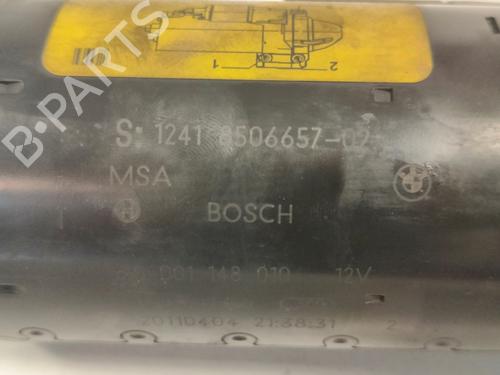 1 2
S: 1241 8506657-02
MSA
BOSCH
001 148 010 12V
20110404 21:38:31 2
B-PARTS